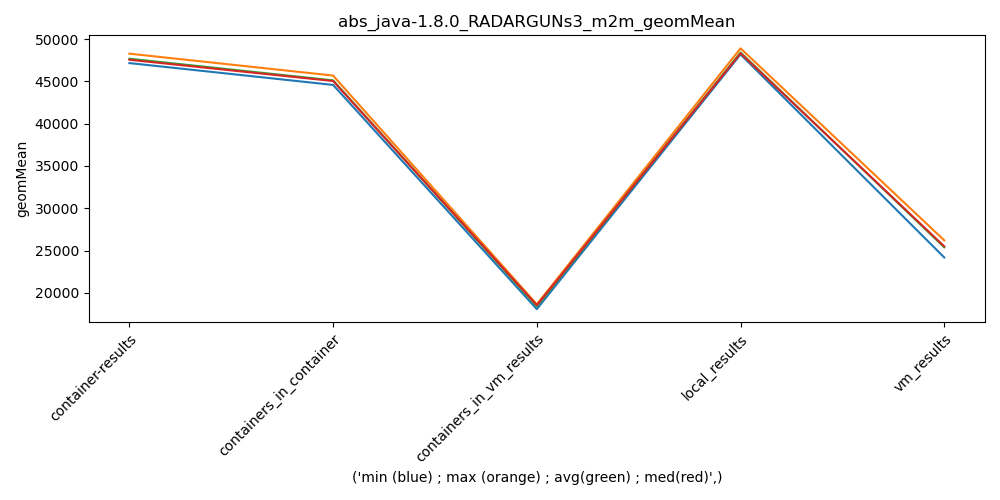 abs_java-1.8.0_RADARGUNs3_m2m_geomMean
geomMean
50000
45000
40000
35000
30000
25000
20000
container-results
containers_in_container
containers_in_vm_results
local_results
vm_results
('min (blue) ; max (orange) ; avg(green) ; med(red)',)